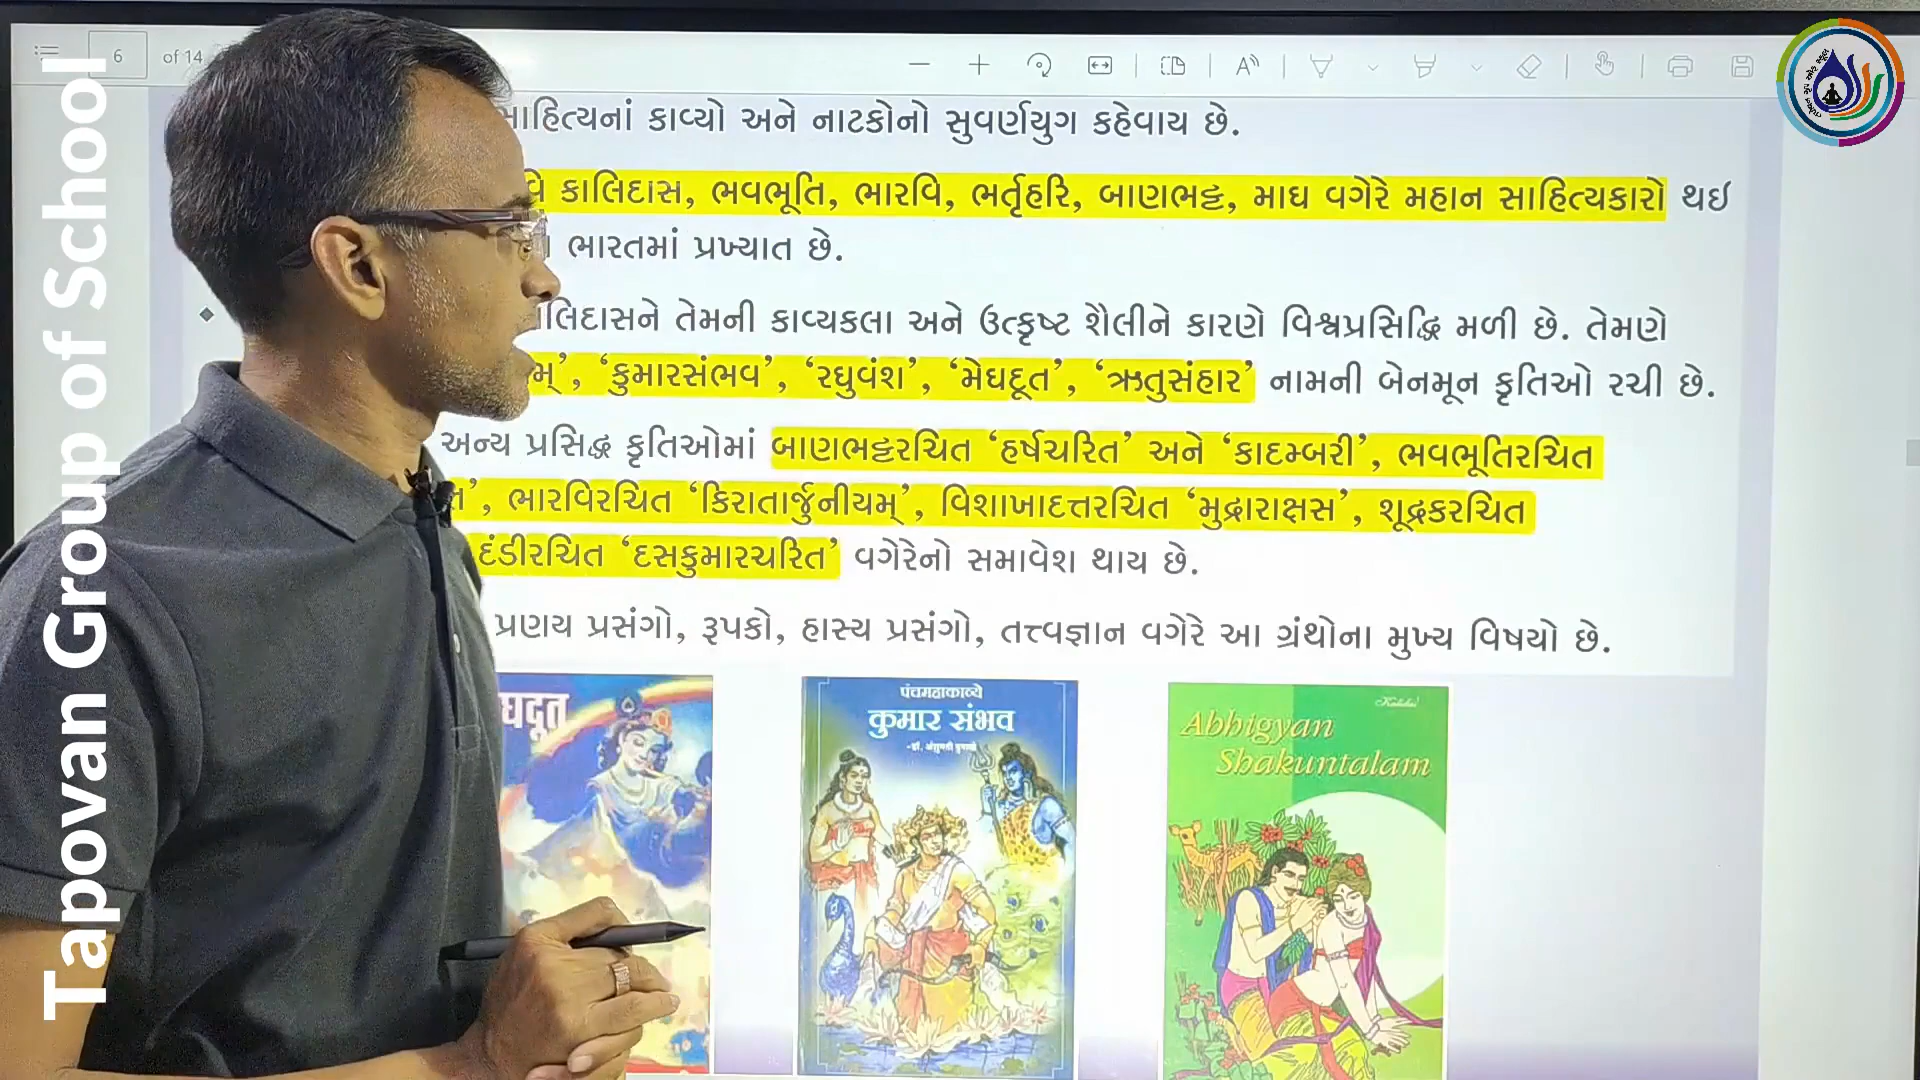 6 of 14
સાહિત્યનાં કાવ્યો અને નાટકોનો સુવર્ણયુગ કહેવાય છે.
કાલિદાસ, ભવભૂતિ, ભારવિ, ભર્તૃહરિ, બાણભટ્ટ, માઘ વગેરે મહાન સાહિત્યકારો થઈ
ભારતમાં પ્રખ્યાત છે.
લિદાસને તેમની કાવ્યકલા અને ઉત્કૃષ્ટ શૈલીને કારણે વિશ્વપ્રસિદ્ધિ મળી છે. તેમણે
મ્’, ‘કુમારસંભવ’, ‘રઘુવંશ’, ‘મેઘદૂત’, ‘ઋતુસંહાર’ નામની બેનમૂન કૃતિઓ રચી છે.
અન્ય પ્રસિદ્ધ કૃતિઓમાં બાણભટ્ટરચિત ‘હર્ષચરિત’ અને ‘કાદમ્બરી’, ભવભૂતિરચિત
ત’, ભારવિરચિત ‘કિરાતાર્જુનીયમ્’, વિશાખાદત્તરચિત ‘મુદ્રારાક્ષસ’, શૂદ્રકરચિત
દંડીરચિત ‘દસકુમારચરિત’ વગેરેનો સમાવેશ થાય છે.
પ્રણય પ્રસંગો, રૂપકો, હાસ્ય પ્રસંગો, તત્ત્વજ્ઞાન વગેરે આ ગ્રંથોના મુખ્ય વિષયો છે.
घदूत
पंचमहाकाव्ये
कुमार संभव
Kalidas
Abhigyan
Shakuntalam
Tapovan Group of School